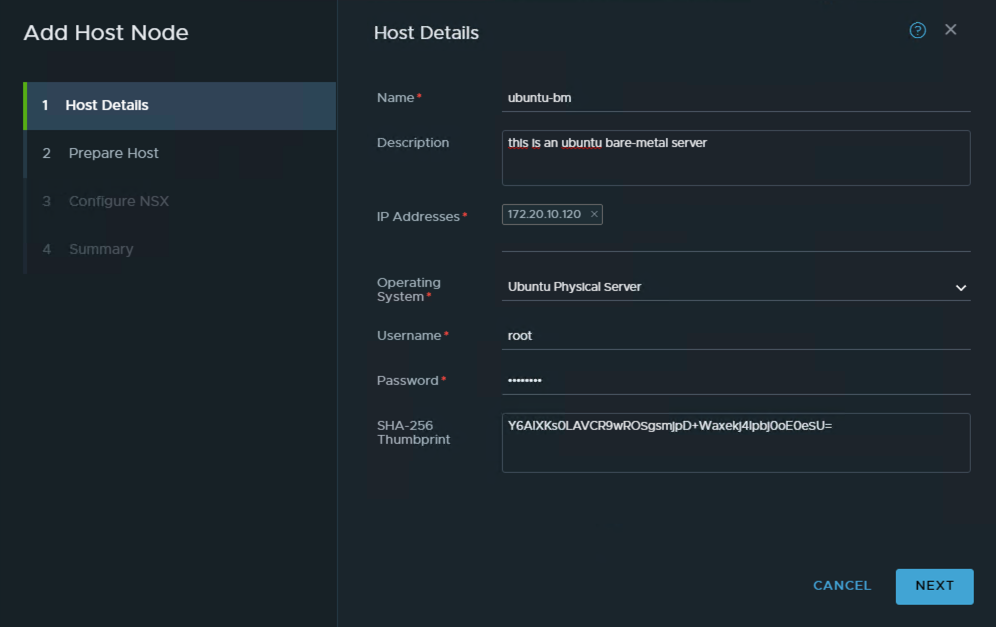 Add Host Node
1 Host Details
2 Prepare Host
3 Configure NSX
4 Summary
Host Details
Name*
ubuntu-bm
Description
this is an ubuntu bare-metal server
IP Addresses*
172.20.10.120 ×
Operating
System*
Ubuntu Physical Server
Username*
root
Password*
••••••••
SHA-256
Thumbprint
CANCEL
NEXT